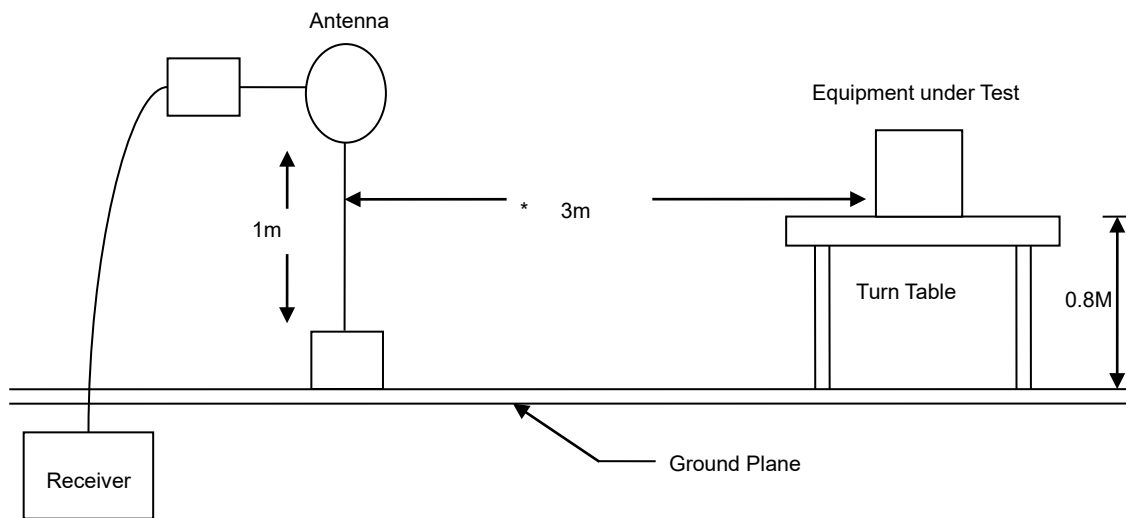 Antenna
Equipment under Test
* 3m
1m
Turn Table
0.8M
Ground Plane
Receiver